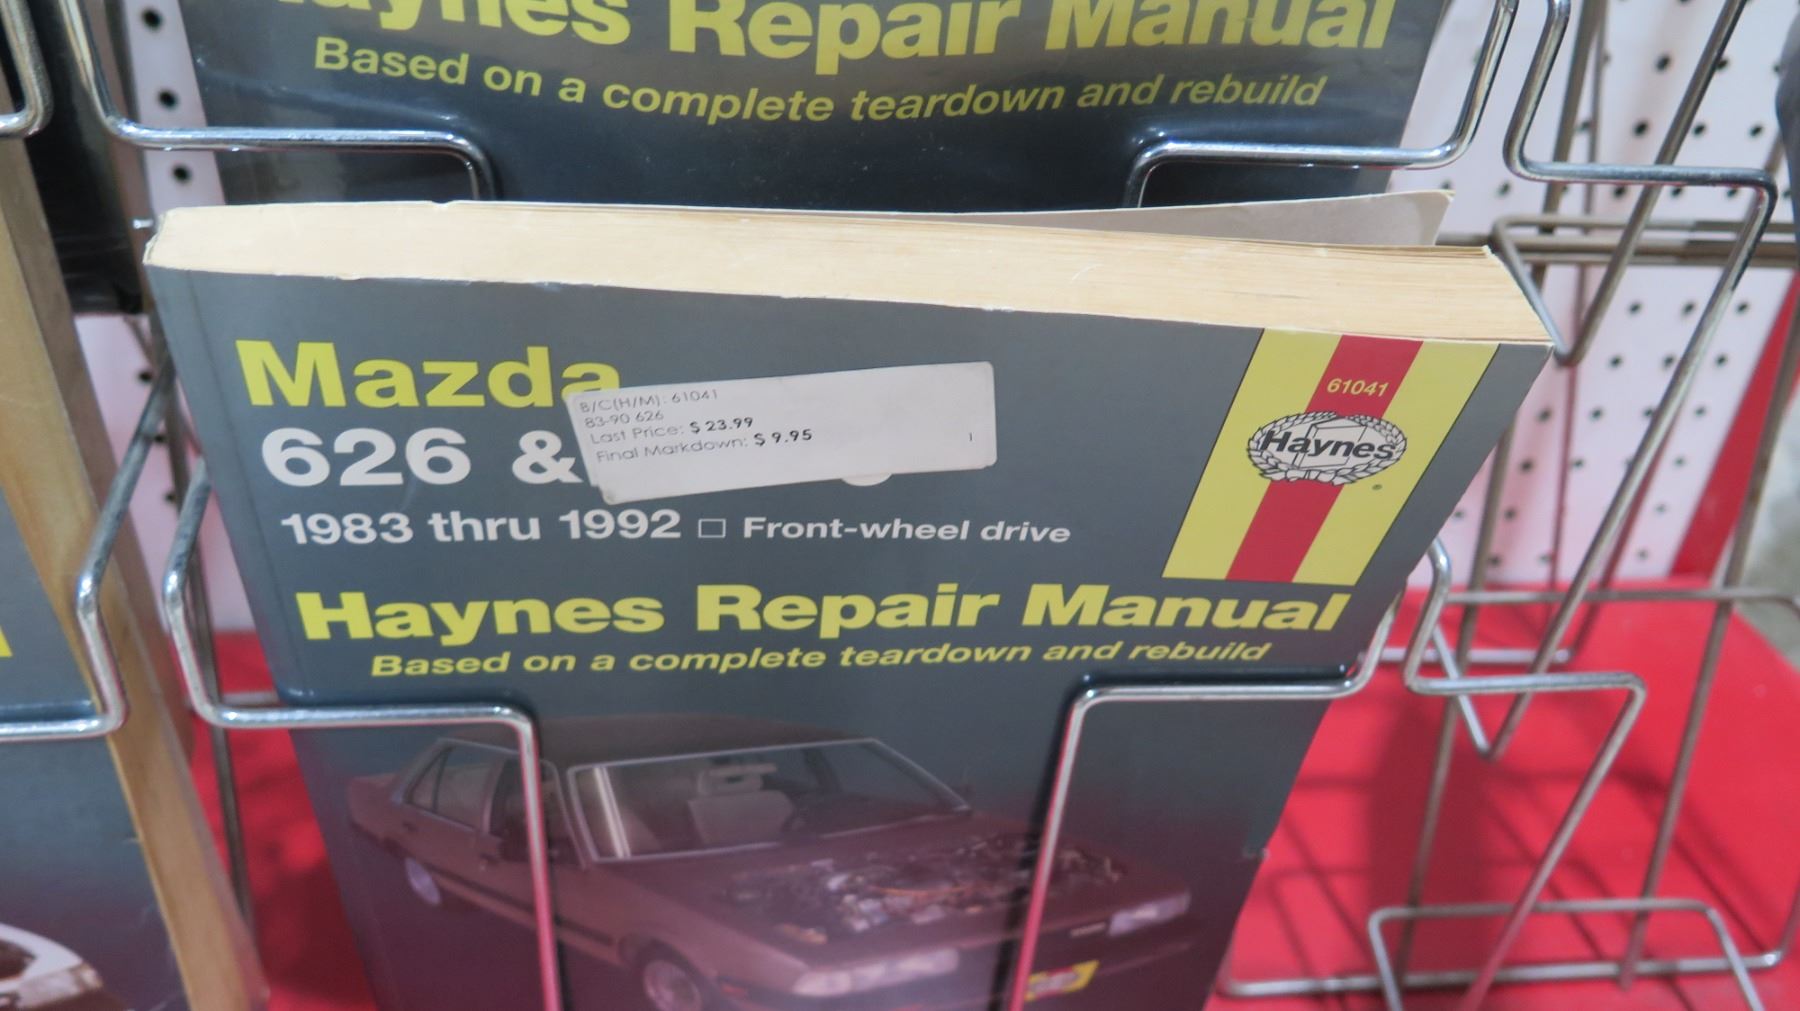 Haynes Repair Manual
Based on a complete teardown and rebuild
Mazda
B/C(H/M): 61041
83-90 626
Last Price: $ 23.99
Final Markdown: $ 9.95
1
626 &
1983 thru 1992 □ Front-wheel drive
61041
Haynes
Haynes Repair Manual
Based on a complete teardown and rebuild